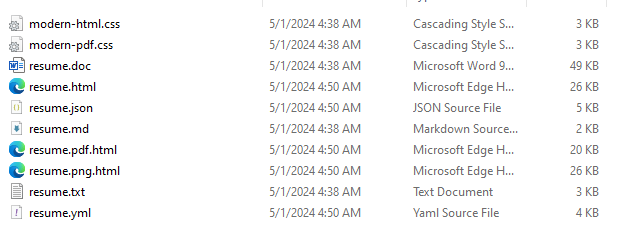 modern-html.css 5/1/2024 4:38 AM Cascading Style S... 3 KB
modern-pdf.css 5/1/2024 4:38 AM Cascading Style S... 3 KB
resume.doc 5/1/2024 4:38 AM Microsoft Word 9... 49 KB
resume.html 5/1/2024 4:50 AM Microsoft Edge H... 26 KB
resume.json 5/1/2024 4:50 AM JSON Source File 5 KB
resume.md 5/1/2024 4:38 AM Markdown Source... 2 KB
resume.pdf.html 5/1/2024 4:50 AM Microsoft Edge H... 20 KB
resume.png.html 5/1/2024 4:50 AM Microsoft Edge H... 26 KB
resume.txt 5/1/2024 4:38 AM Text Document 3 KB
resume.yml 5/1/2024 4:50 AM Yaml Source File 4 KB